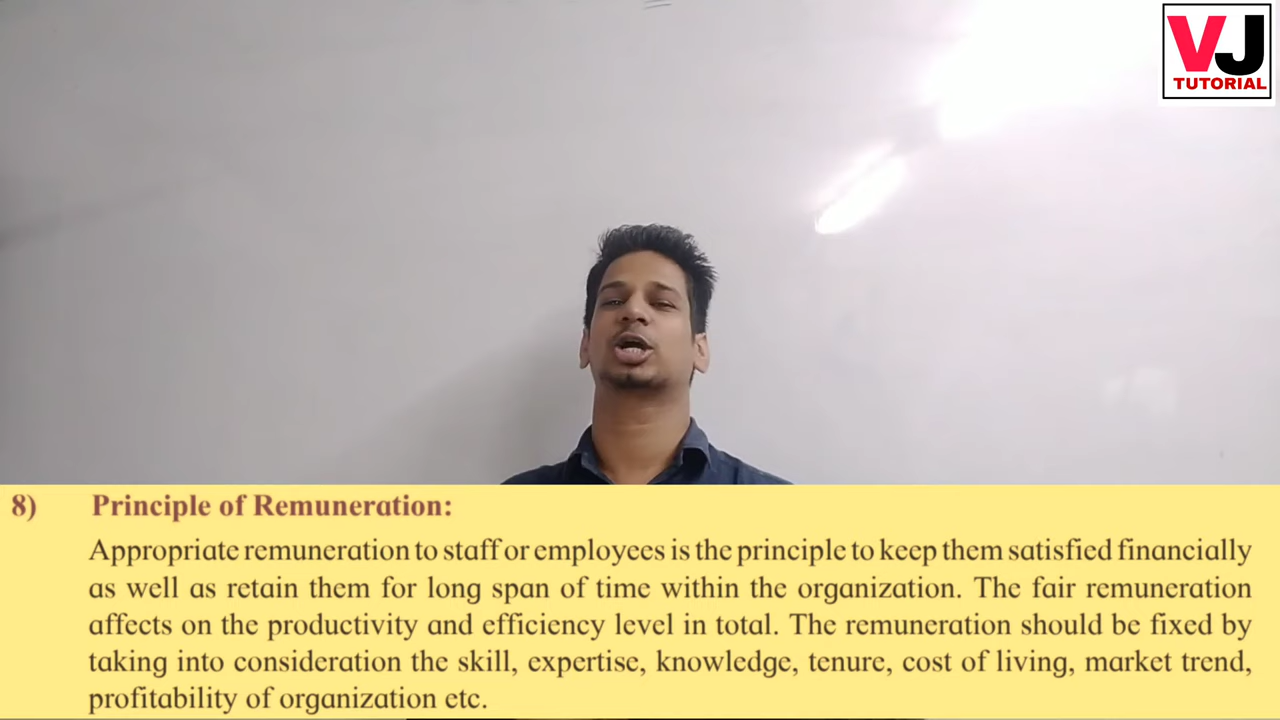 VJ
TUTORIAL
8) Principle of Remuneration:
Appropriate remuneration to staff or employees is the principle to keep them satisfied financially
as well as retain them for long span of time within the organization. The fair remuneration
affects on the productivity and efficiency level in total. The remuneration should be fixed by
taking into consideration the skill, expertise, knowledge, tenure, cost of living, market trend,
profitability of organization etc.